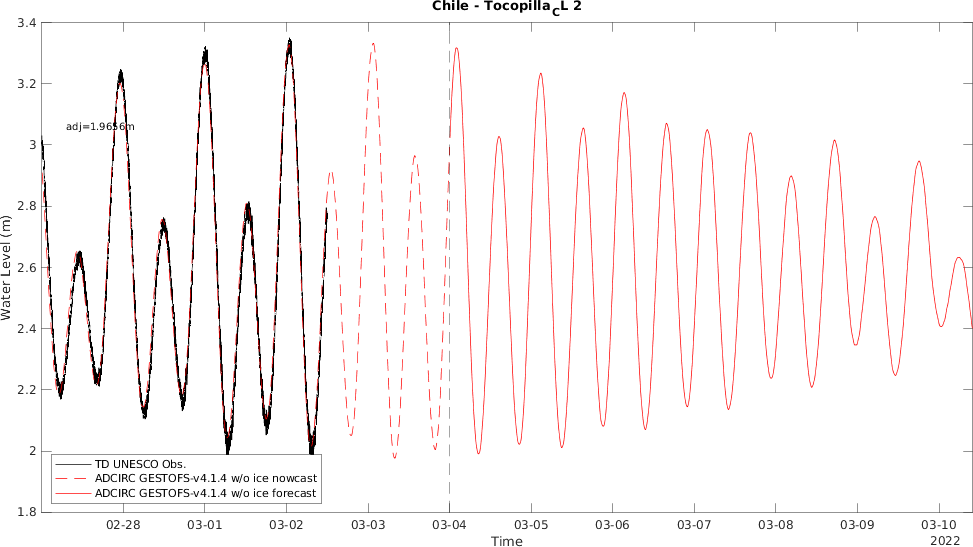 Chile - Tocopilla_CL 2
3.4
3.2
3
2.8
2.6
2.4
2.2
2
1.8
Water Level (m)
adj=1.9656m
TD UNESCO Obs.
ADCIRC GESTOFS-v4.1.4 w/o ice nowcast
ADCIRC GESTOFS-v4.1.4 w/o ice forecast
02-28 03-01 03-02 03-03 03-04 03-05 03-06 03-07 03-08 03-09 03-10
Time
2022